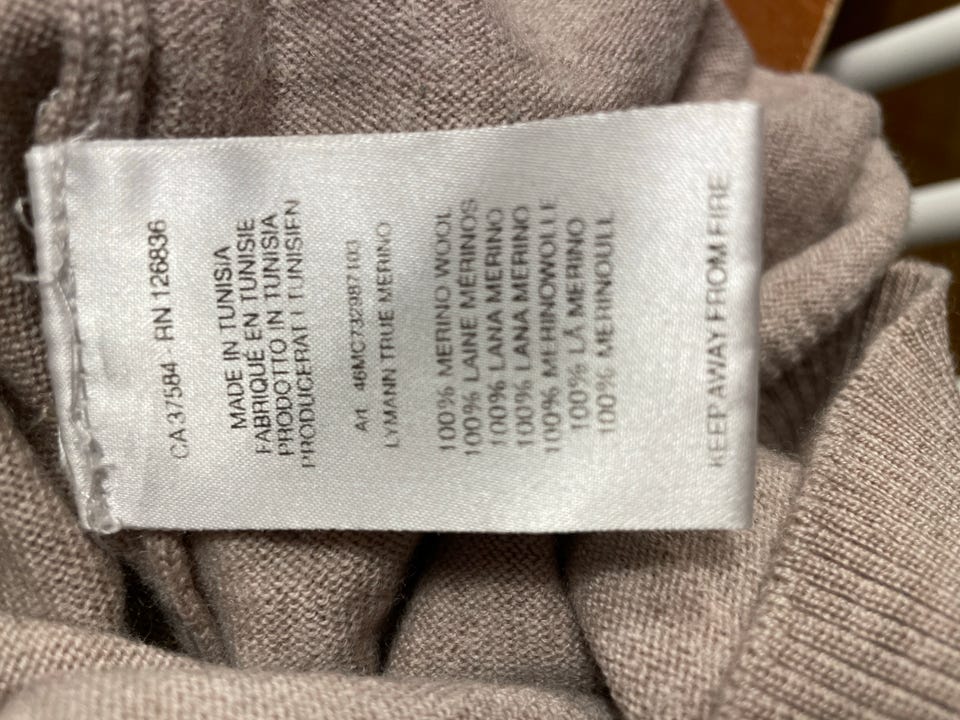 CA 37584 - RN 126836
MADE IN TUNISIA
FABRIQUÉ EN TUNISIE
PRODOTTO IN TUNISIA
PRODUCERAT I TUNISIEN
Art 46MC732987103
LYMANN TRUE MERINO
100% MERINO WOOL
100% LAINE MÉRINOS
100% LANA MERINO
100% LANA MERINO
100% MERINOWOLLE
100% LÃ MERINO
100% MERINOULL
KEEP AWAY FROM FIRE